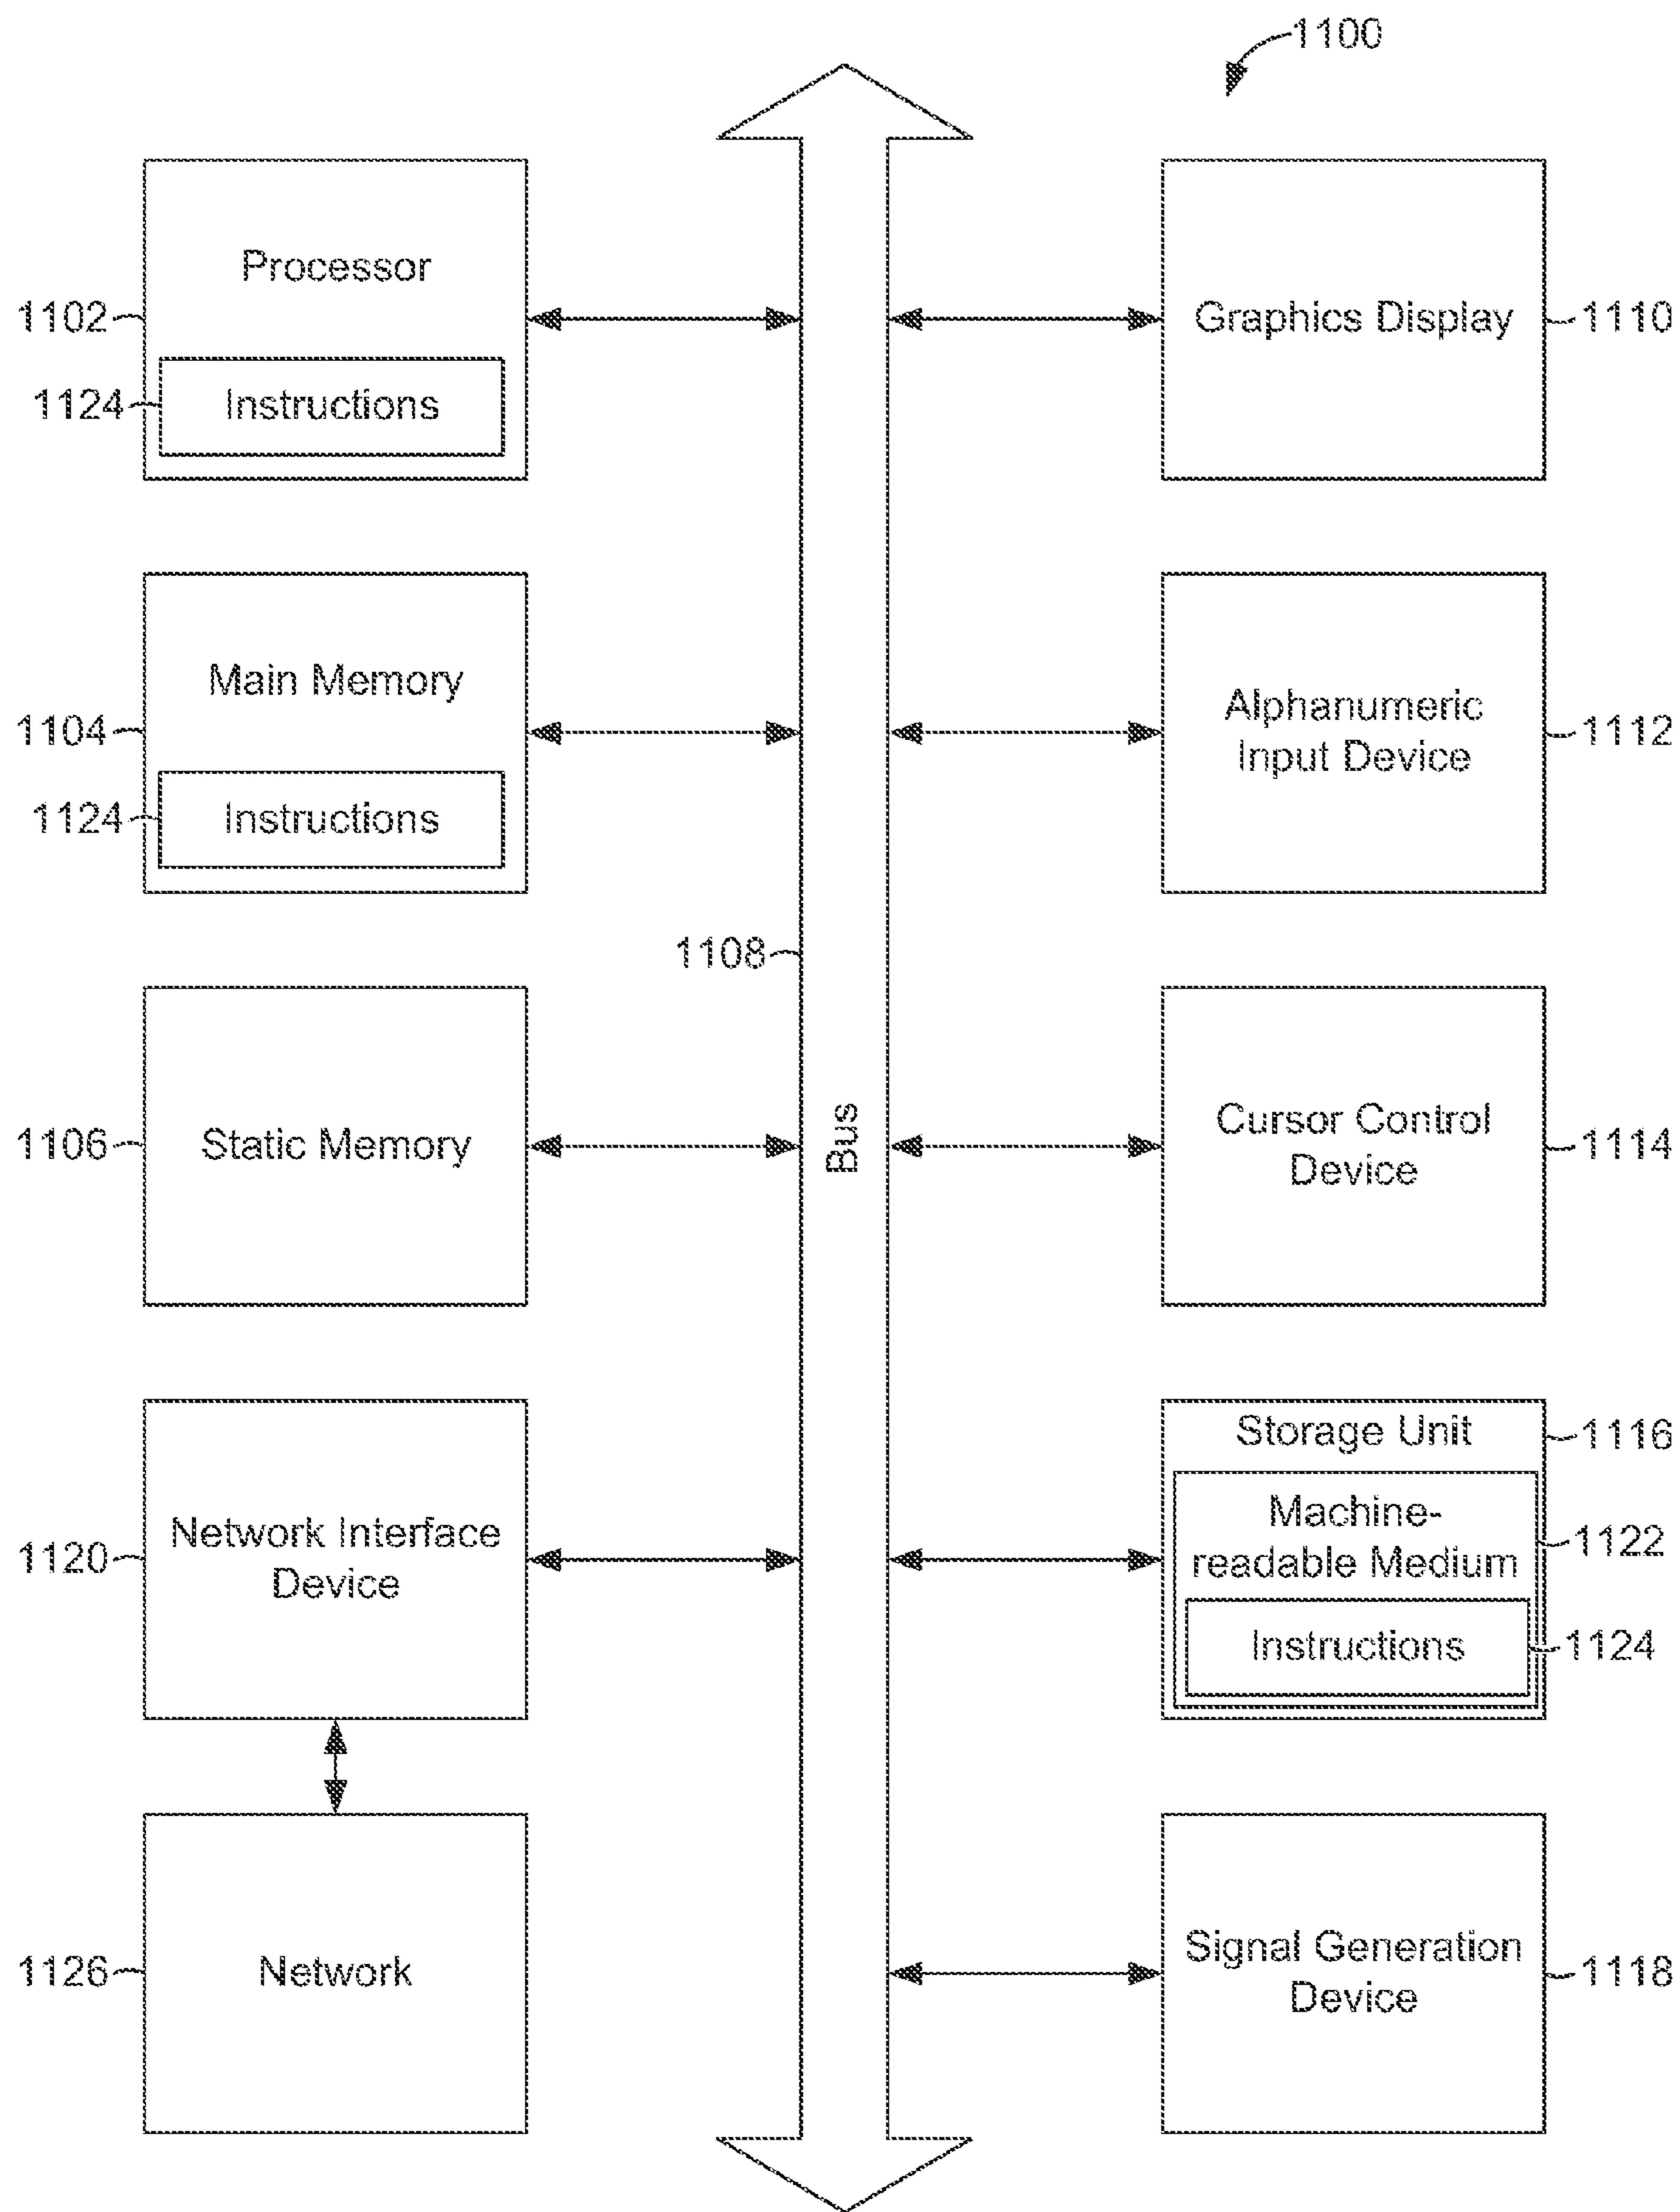 1100
Processor
1102
1124
Instructions
Graphics Display
1110
Main Memory
1104
1124
Instructions
Alphanumeric
Input Device
1112
1108
Static Memory
1106
Bus
Cursor Control
Device
1114
Network Interface
Device
1120
Storage Unit
1116
Machine-
readable Medium
1122
Instructions
1124
Network
1126
Signal Generation
Device
1118